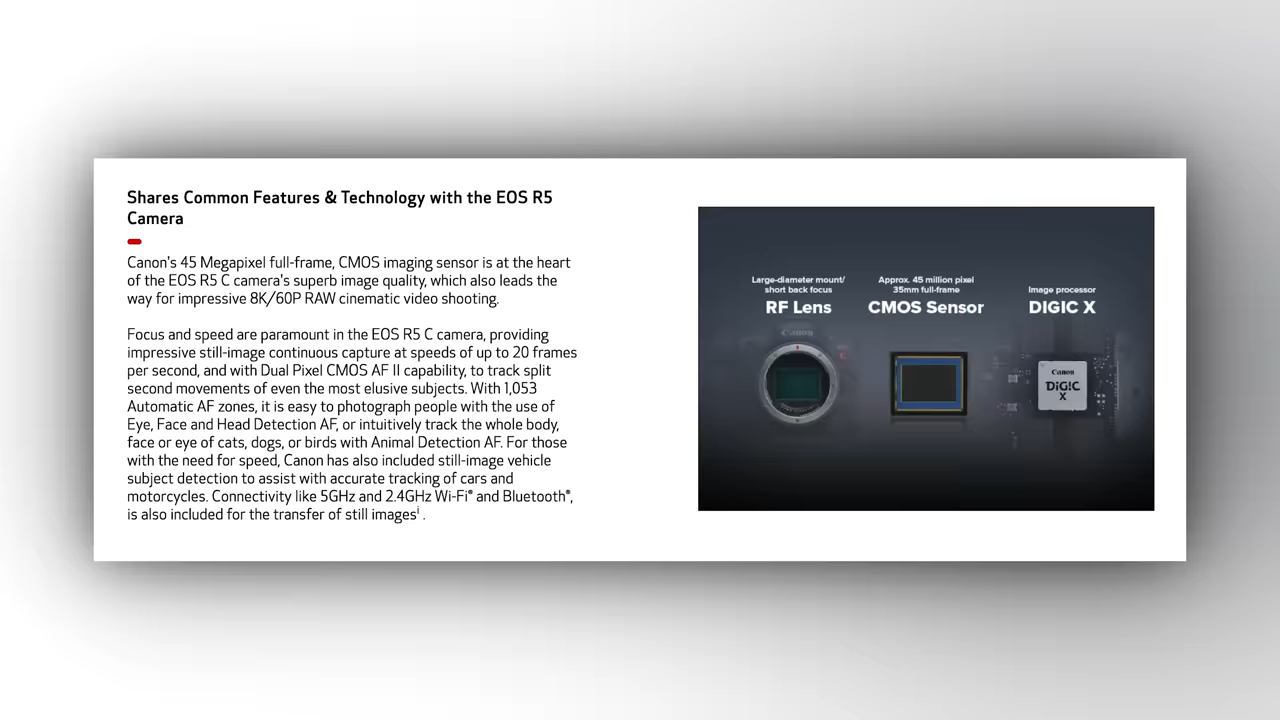 Shares Common Features & Technology with the EOS R5
Camera
Canon's 45 Megapixel full-frame, CMOS imaging sensor is at the heart
of the EOS R5 C camera's superb image quality, which also leads the
way for impressive 8K/60P RAW cinematic video shooting.
Focus and speed are paramount in the EOS R5 C camera, providing
impressive still-image continuous capture at speeds of up to 20 frames
per second, and with Dual Pixel CMOS AF II capability, to track split
second movements of even the most elusive subjects. With 1,053
Automatic AF zones, it is easy to photograph people with the use of
Eye, Face and Head Detection AF, or intuitively track the whole body,
face or eye of cats, dogs, or birds with Animal Detection AF. For those
with the need for speed, Canon has also included still-image vehicle
subject detection to assist with accurate tracking of cars and
motorcycles. Connectivity like 5GHz and 2.4GHz Wi-Fi® and Bluetooth®,
is also included for the transfer of still imagesⁱ .
Large-diameter mount/
short back focus
RF Lens
Canon
Approx. 45 million pixel
35mm full-frame
CMOS Sensor
Image processor
DIGIC X
Canon
DIGIC
X